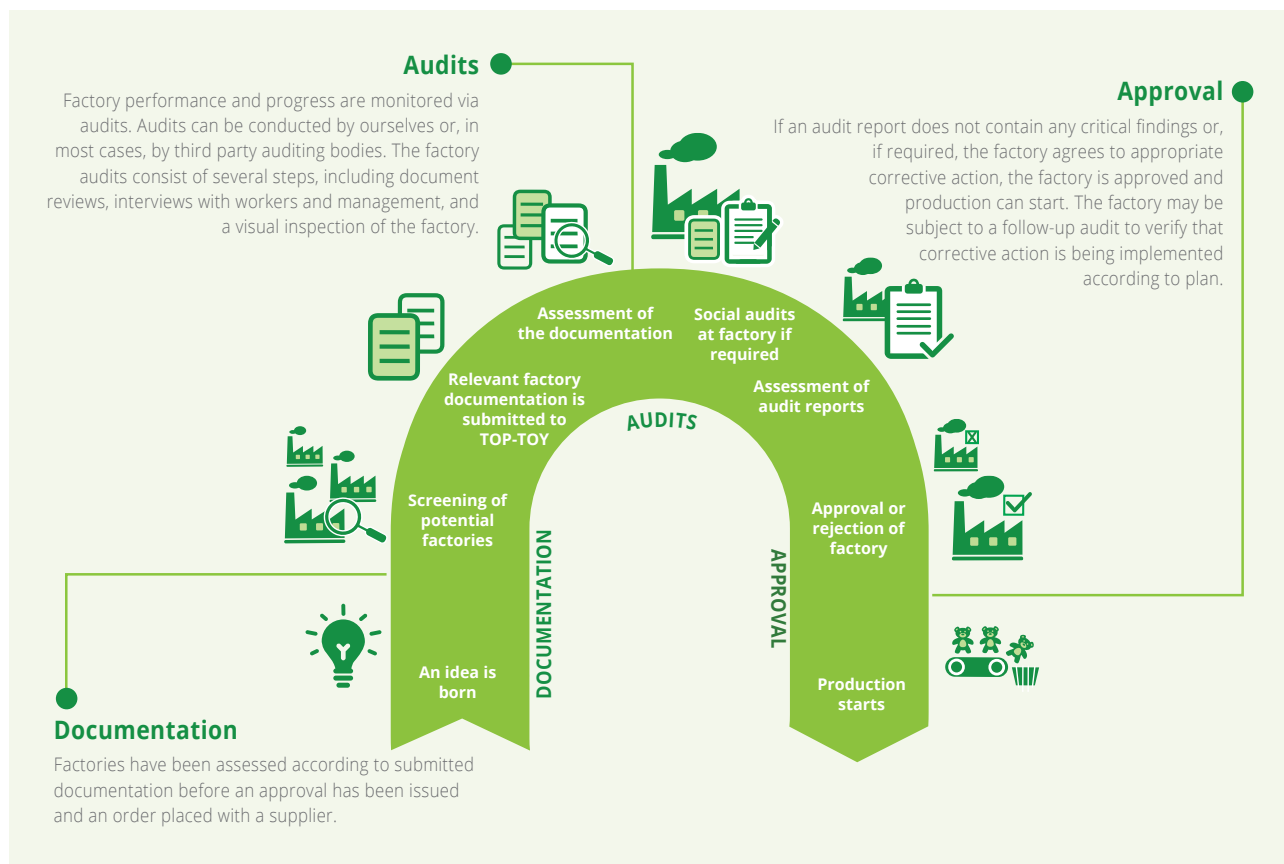 Audits
Factory performance and progress are monitored via
audits. Audits can be conducted by ourselves or, in
most cases, by third party auditing bodies. The factory
audits consist of several steps, including document
reviews, interviews with workers and management, and
a visual inspection of the factory.
Approval
If an audit report does not contain any critical findings or,
if required, the factory agrees to appropriate
corrective action, the factory is approved and
production can start. The factory may be
subject to a follow-up audit to verify that
corrective action is being implemented
according to plan.
An idea is
born
Screening of
potential
factories
Relevant factory
documentation is
submitted to
TOP-TOY
Assessment of
the documentation
Social audits
at factory if
required
Assessment of
audit reports
Approval or
rejection of
factory
Production
starts
DOCUMENTATION
AUDITS
APPROVAL
Documentation
Factories have been assessed according to submitted
documentation before an approval has been issued
and an order placed with a supplier.